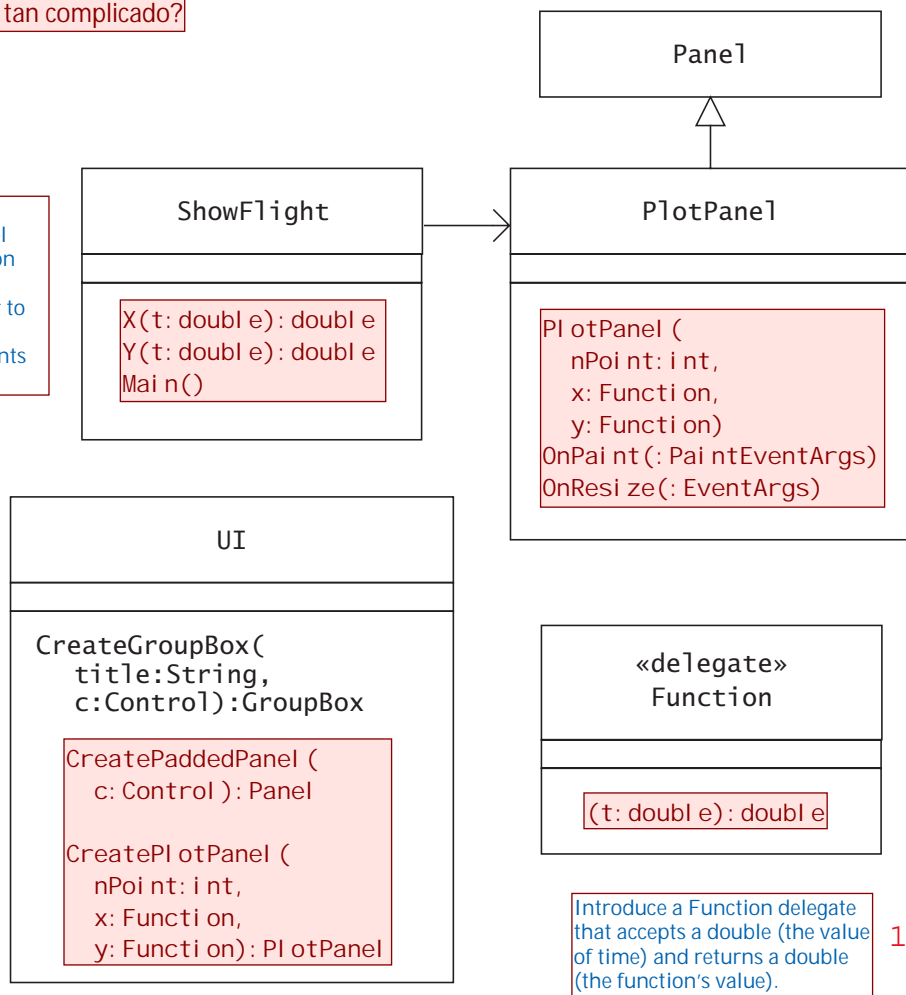 tan complicado?
Panel
ShowFlight
PlotPanel
to
X(t:double):double
Y(t:double):double
Main()
PlotPanel(
nPoint:int,
x:Function,
y:Function)
OnPaint(:PaintEventArgs)
OnResize(:EventArgs)
UI
CreateGroupBox(
title:String,
c:Control):GroupBox
CreatePaddedPanel(
c:Control):Panel
CreatePlotPanel(
nPoint:int,
x:Function,
y:Function):PlotPanel
«delegate»
Function
(t:double):double
Introduce a Function delegate
that accepts a double (the value
of time) and returns a double
(the function's value).
1